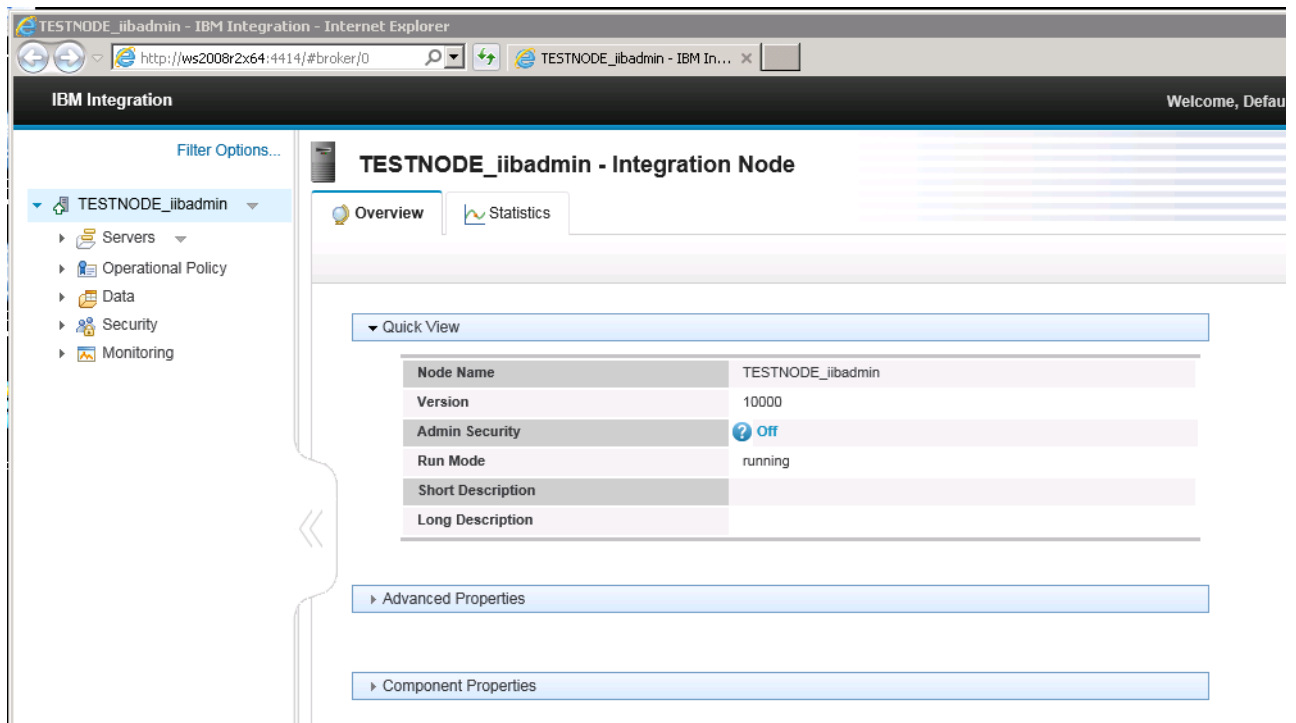 TESTNODE_iibadmin - IBM Integration - Internet Explorer
http://ws2008r2x64:4414/#broker/0
TESTNODE_iibadmin - IBM In...
IBM Integration
Welcome, Defau
Filter Options...
TESTNODE_iibadmin - Integration Node
TESTNODE_iibadmin
Overview
Statistics
Servers
Operational Policy
Data
Security
Monitoring
Quick View
Node Name TESTNODE_iibadmin
Version 10000
Admin Security ? Off
Run Mode running
Short Description
Long Description
Advanced Properties
Component Properties